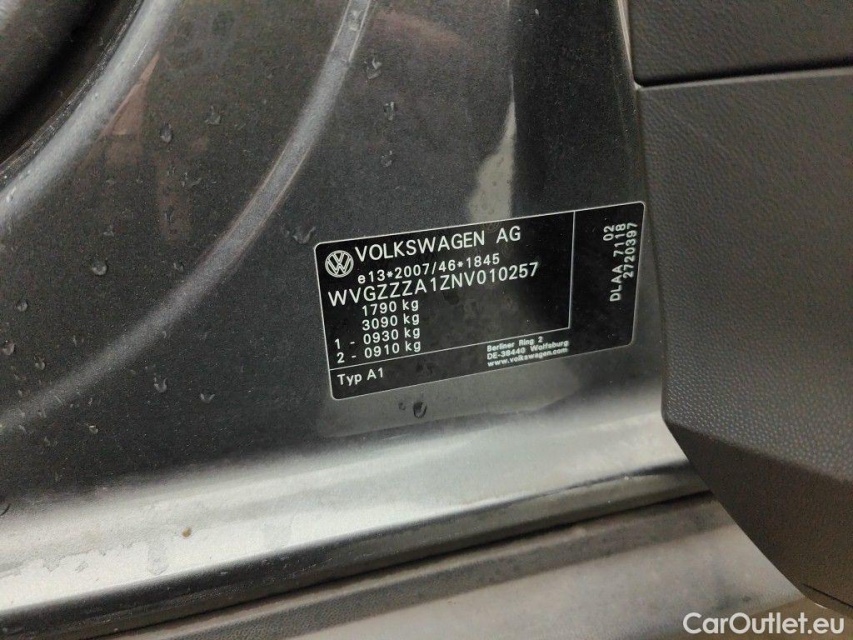 VOLKSWAGEN AG
e13*2007/46*1845
WVGZZZA1ZNV010257
1790 kg
3090 kg
1 - 0930 kg
2 - 0910 kg
Typ A1
Berliner Ring 2
DE-38440 Wolfsburg
www.volkswagen.com
02
DLAA 7118
2720397
CarOutlet.eu